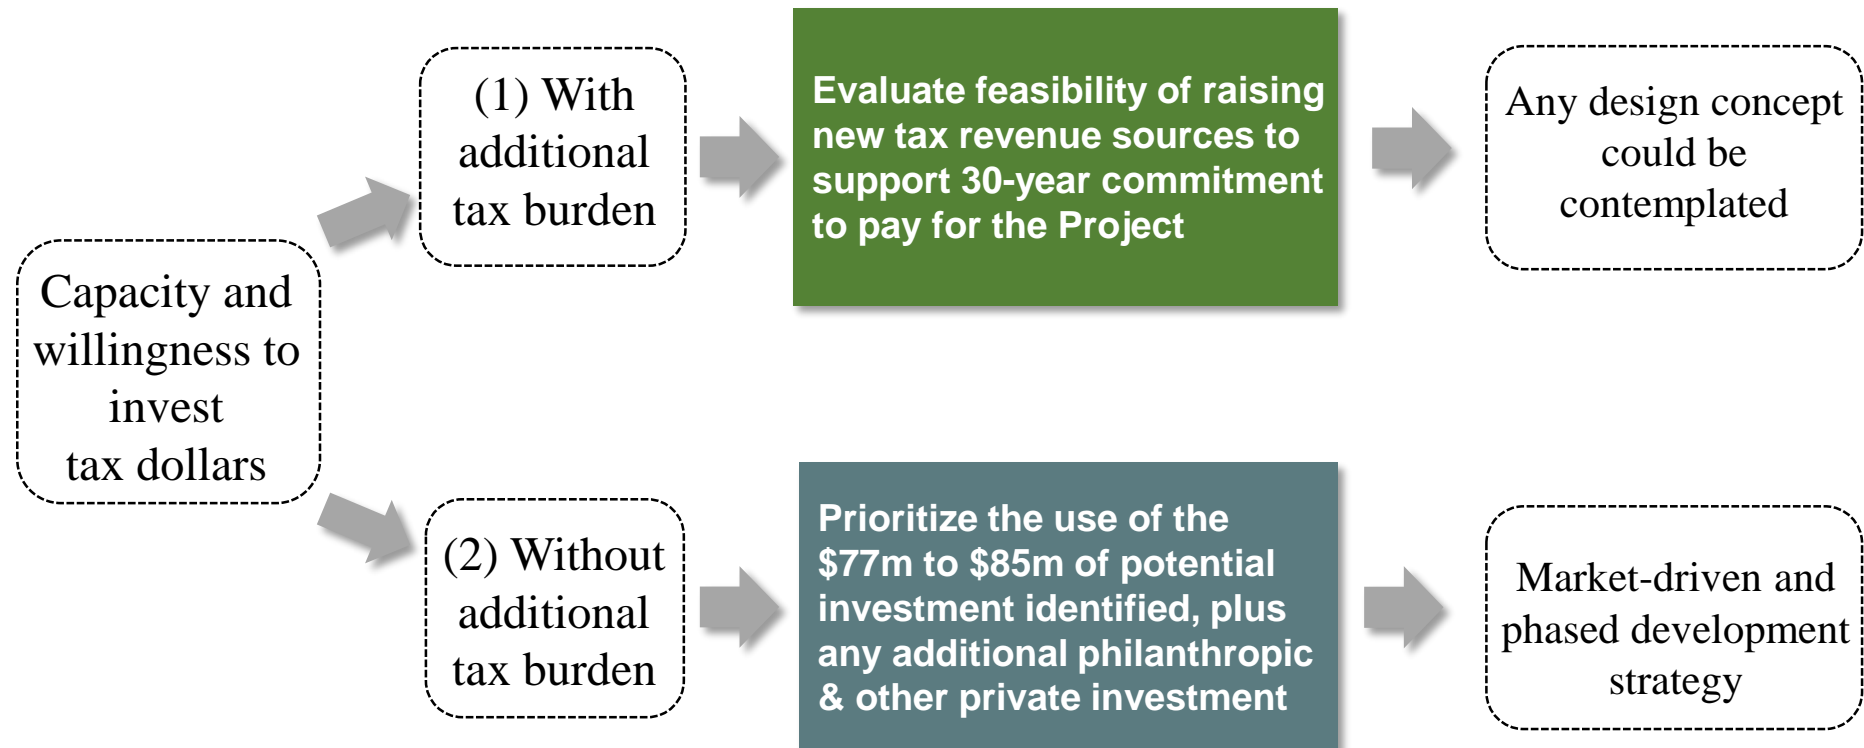 Capacity and
willingness to
invest
tax dollars
(1) With
additional
tax burden
Evaluate feasibility of raising
new tax revenue sources to
support 30-year commitment
to pay for the Project
Any design concept
could be
contemplated
(2) Without
additional
tax burden
Prioritize the use of the
$77m to $85m of potential
investment identified, plus
any additional philanthropic
& other private investment
Market-driven and
phased development
strategy